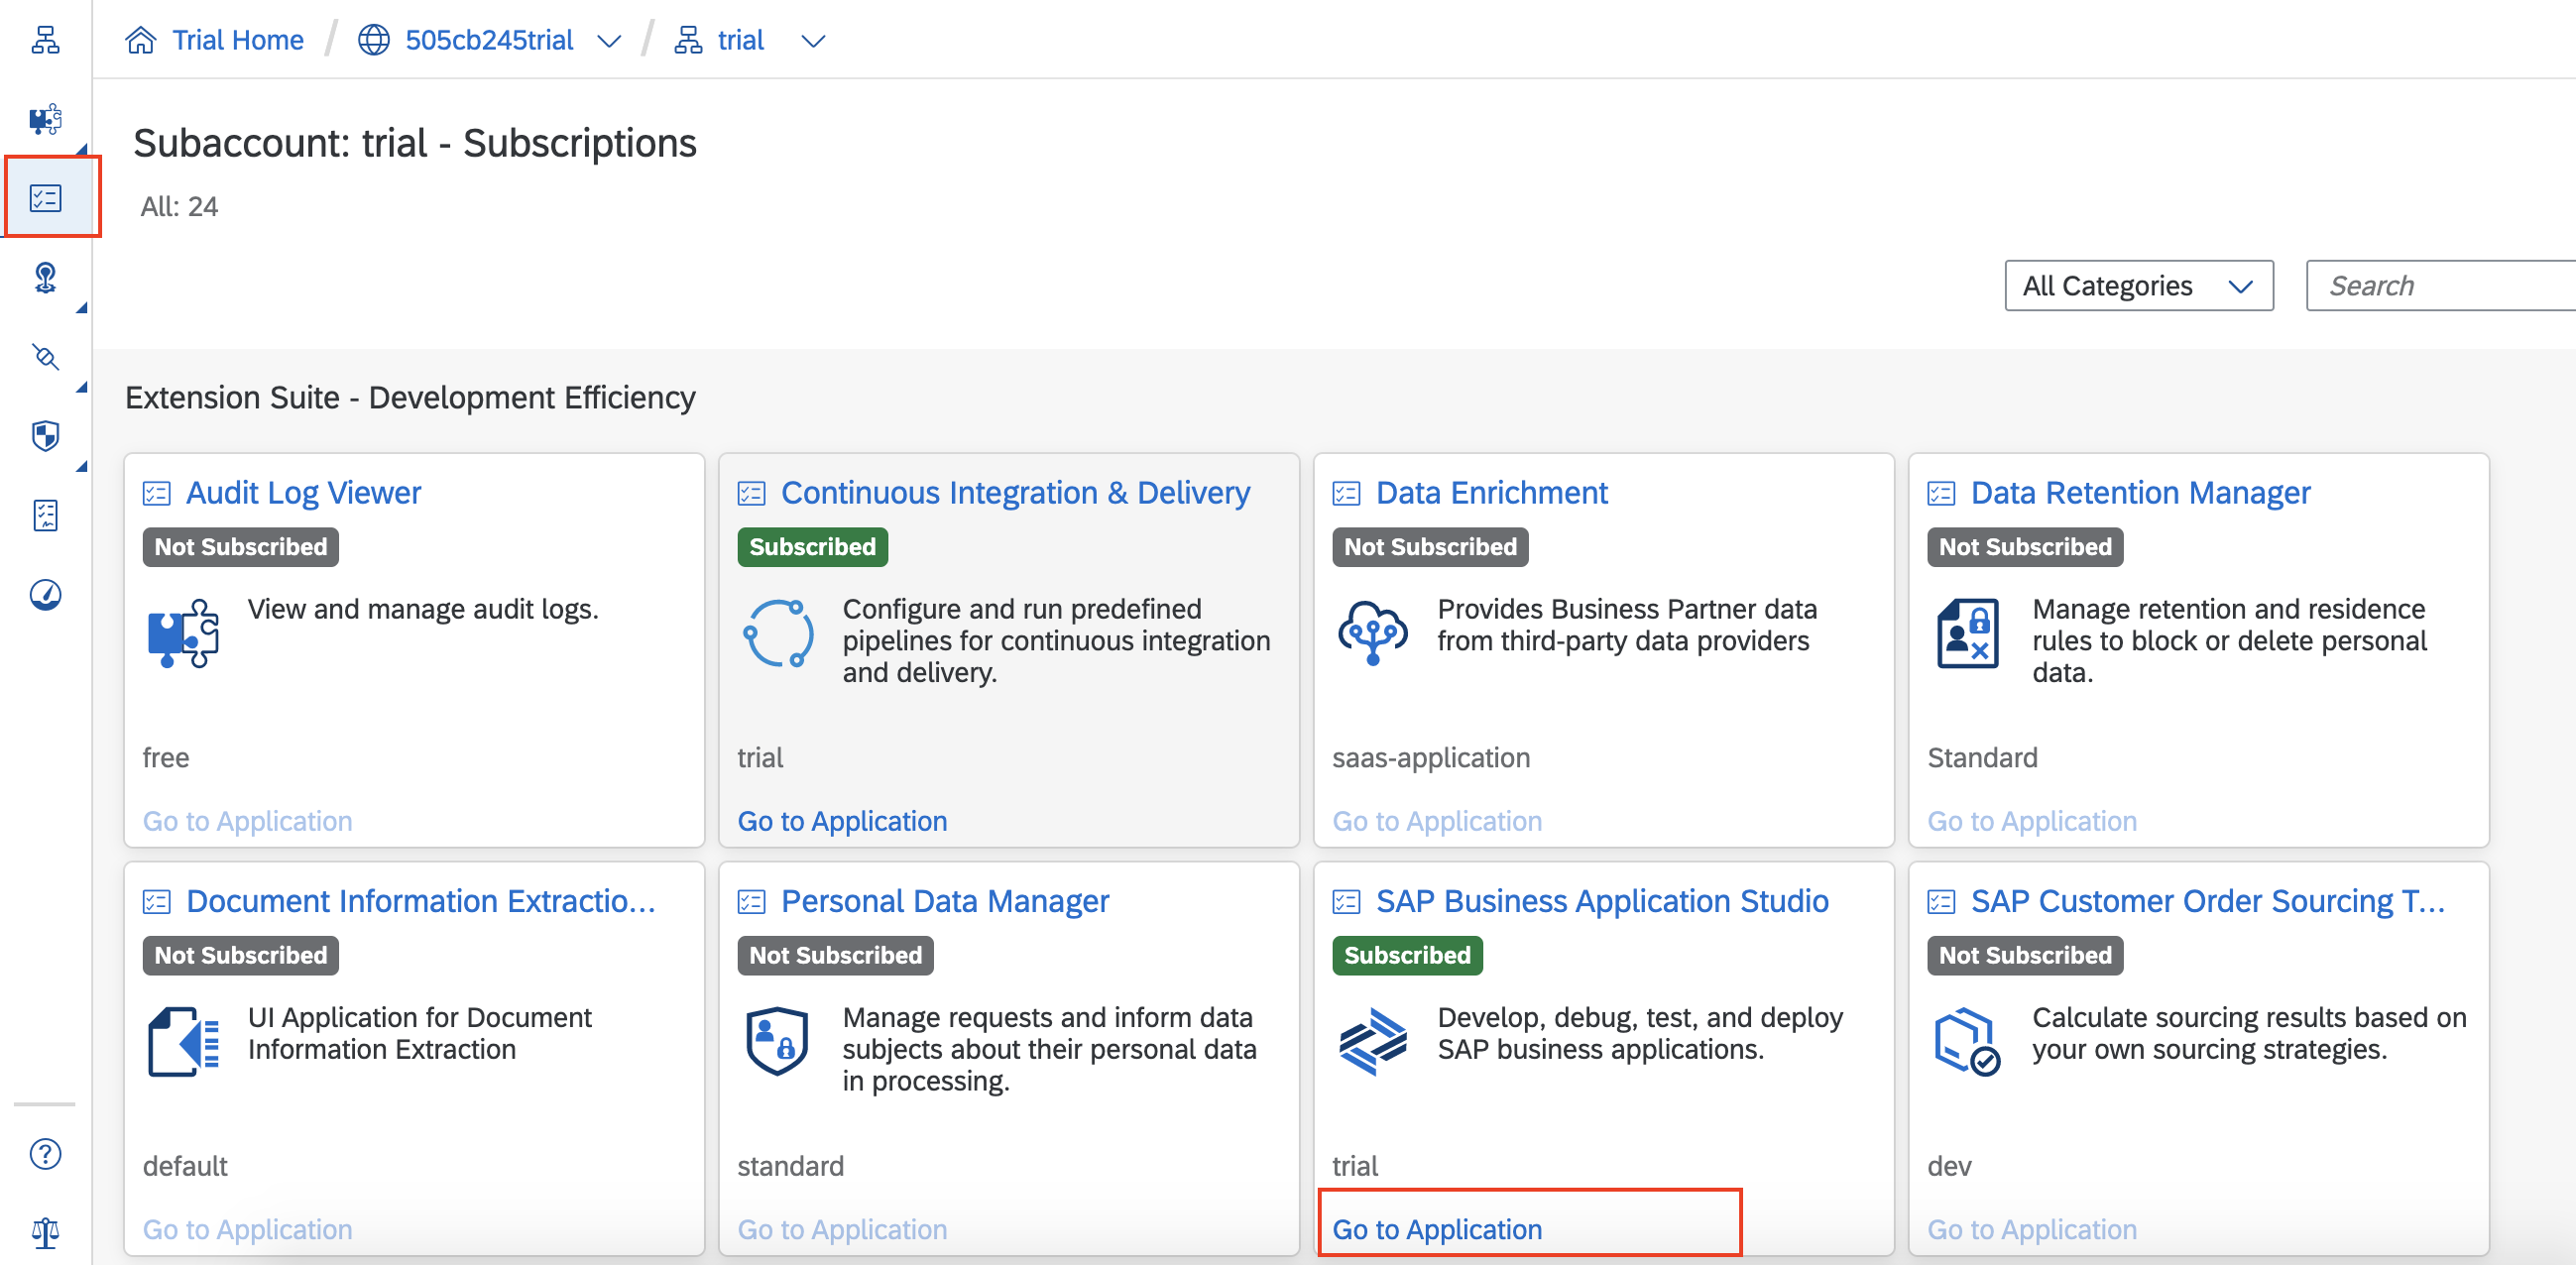 Trial Home / 505cb245trial / trial
Subaccount: trial - Subscriptions
All: 24
All Categories
Search
Extension Suite - Development Efficiency
Audit Log Viewer
Not Subscribed
View and manage audit logs.
free
Go to Application
Continuous Integration & Delivery
Subscribed
Configure and run predefined
pipelines for continuous integration
and delivery.
trial
Go to Application
Data Enrichment
Not Subscribed
Provides Business Partner data
from third-party data providers
saas-application
Go to Application
Data Retention Manager
Not Subscribed
Manage retention and residence
rules to block or delete personal
data.
Standard
Go to Application
Document Information Extractio...
Not Subscribed
UI Application for Document
Information Extraction
default
Go to Application
Personal Data Manager
Not Subscribed
Manage requests and inform data
subjects about their personal data
in processing.
standard
Go to Application
SAP Business Application Studio
Subscribed
Develop, debug, test, and deploy
SAP business applications.
trial
Go to Application
SAP Customer Order Sourcing T...
Not Subscribed
Calculate sourcing results based on
your own sourcing strategies.
dev
Go to Application